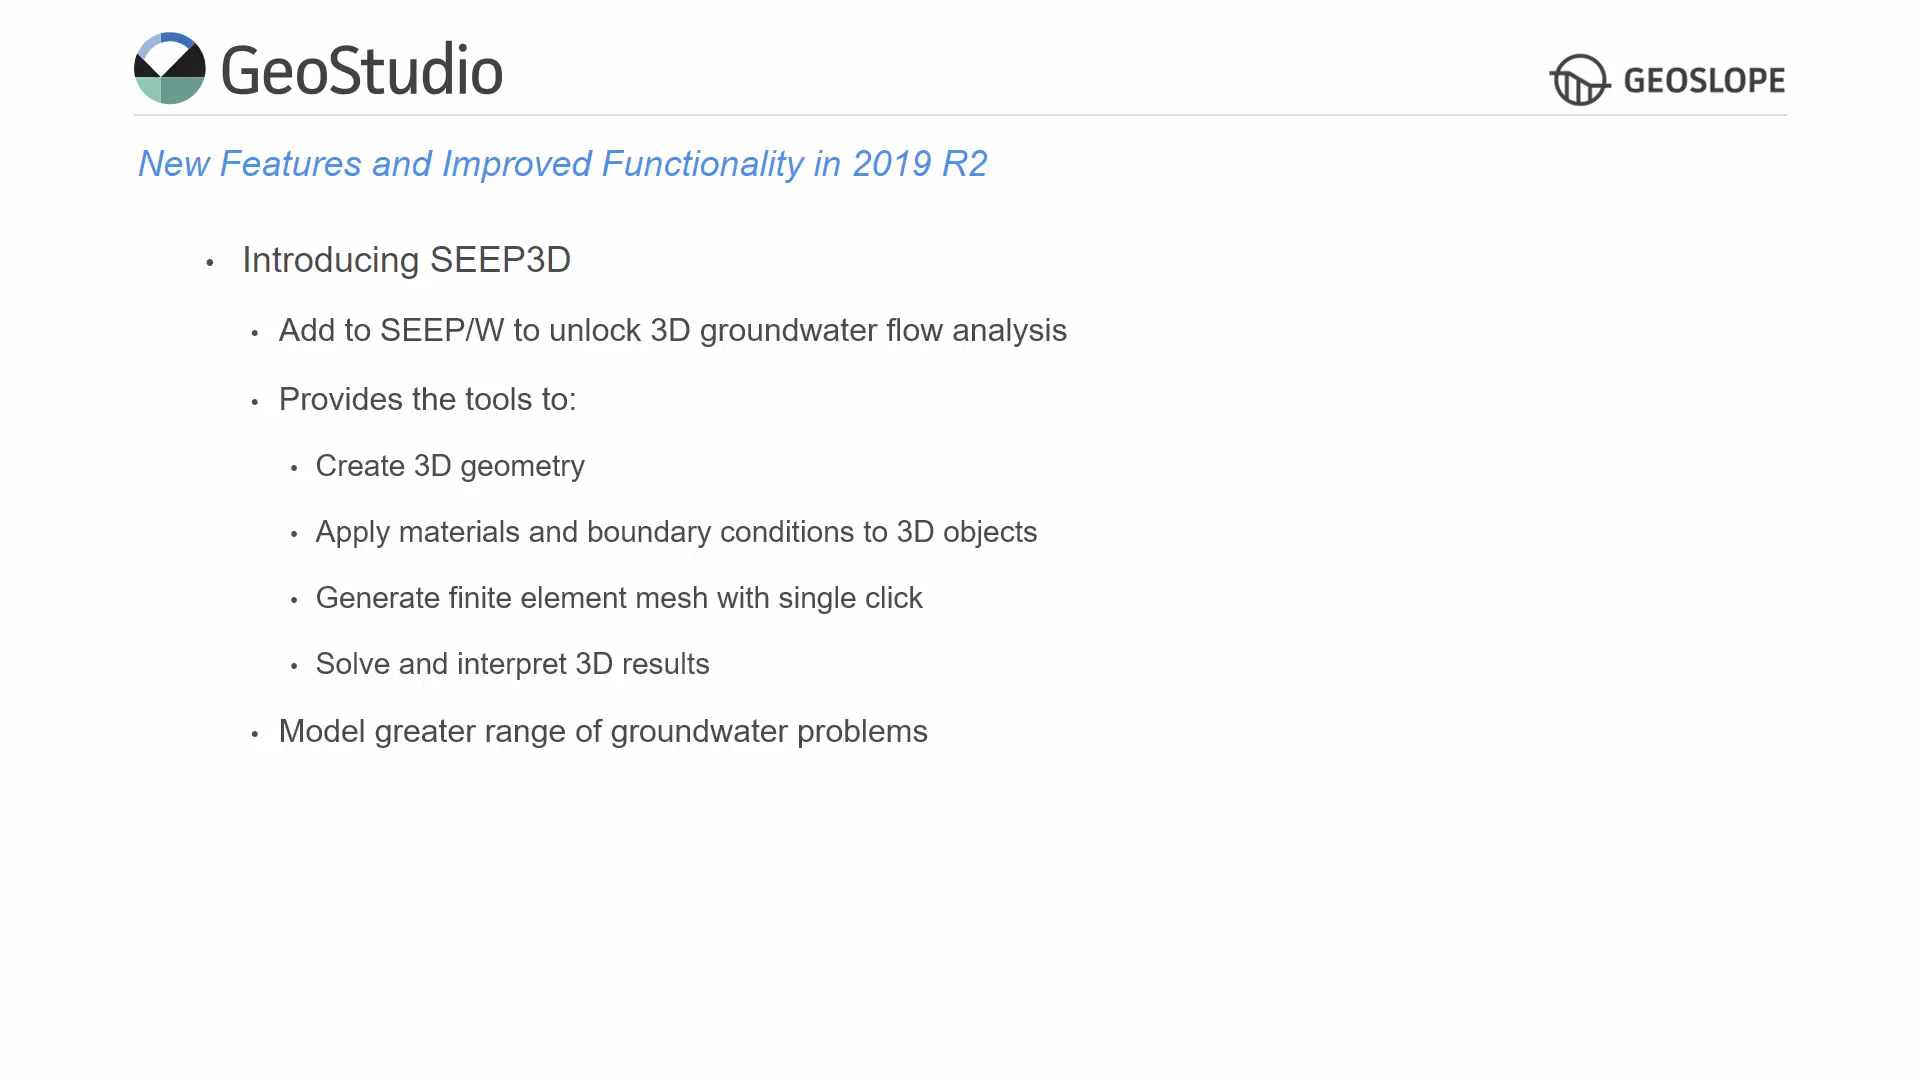 GeoStudio
GEOSLOPE
New Features and Improved Functionality in 2019 R2
• Introducing SEEP3D
• Add to SEEP/W to unlock 3D groundwater flow analysis
• Provides the tools to:
• Create 3D geometry
• Apply materials and boundary conditions to 3D objects
• Generate finite element mesh with single click
• Solve and interpret 3D results
• Model greater range of groundwater problems